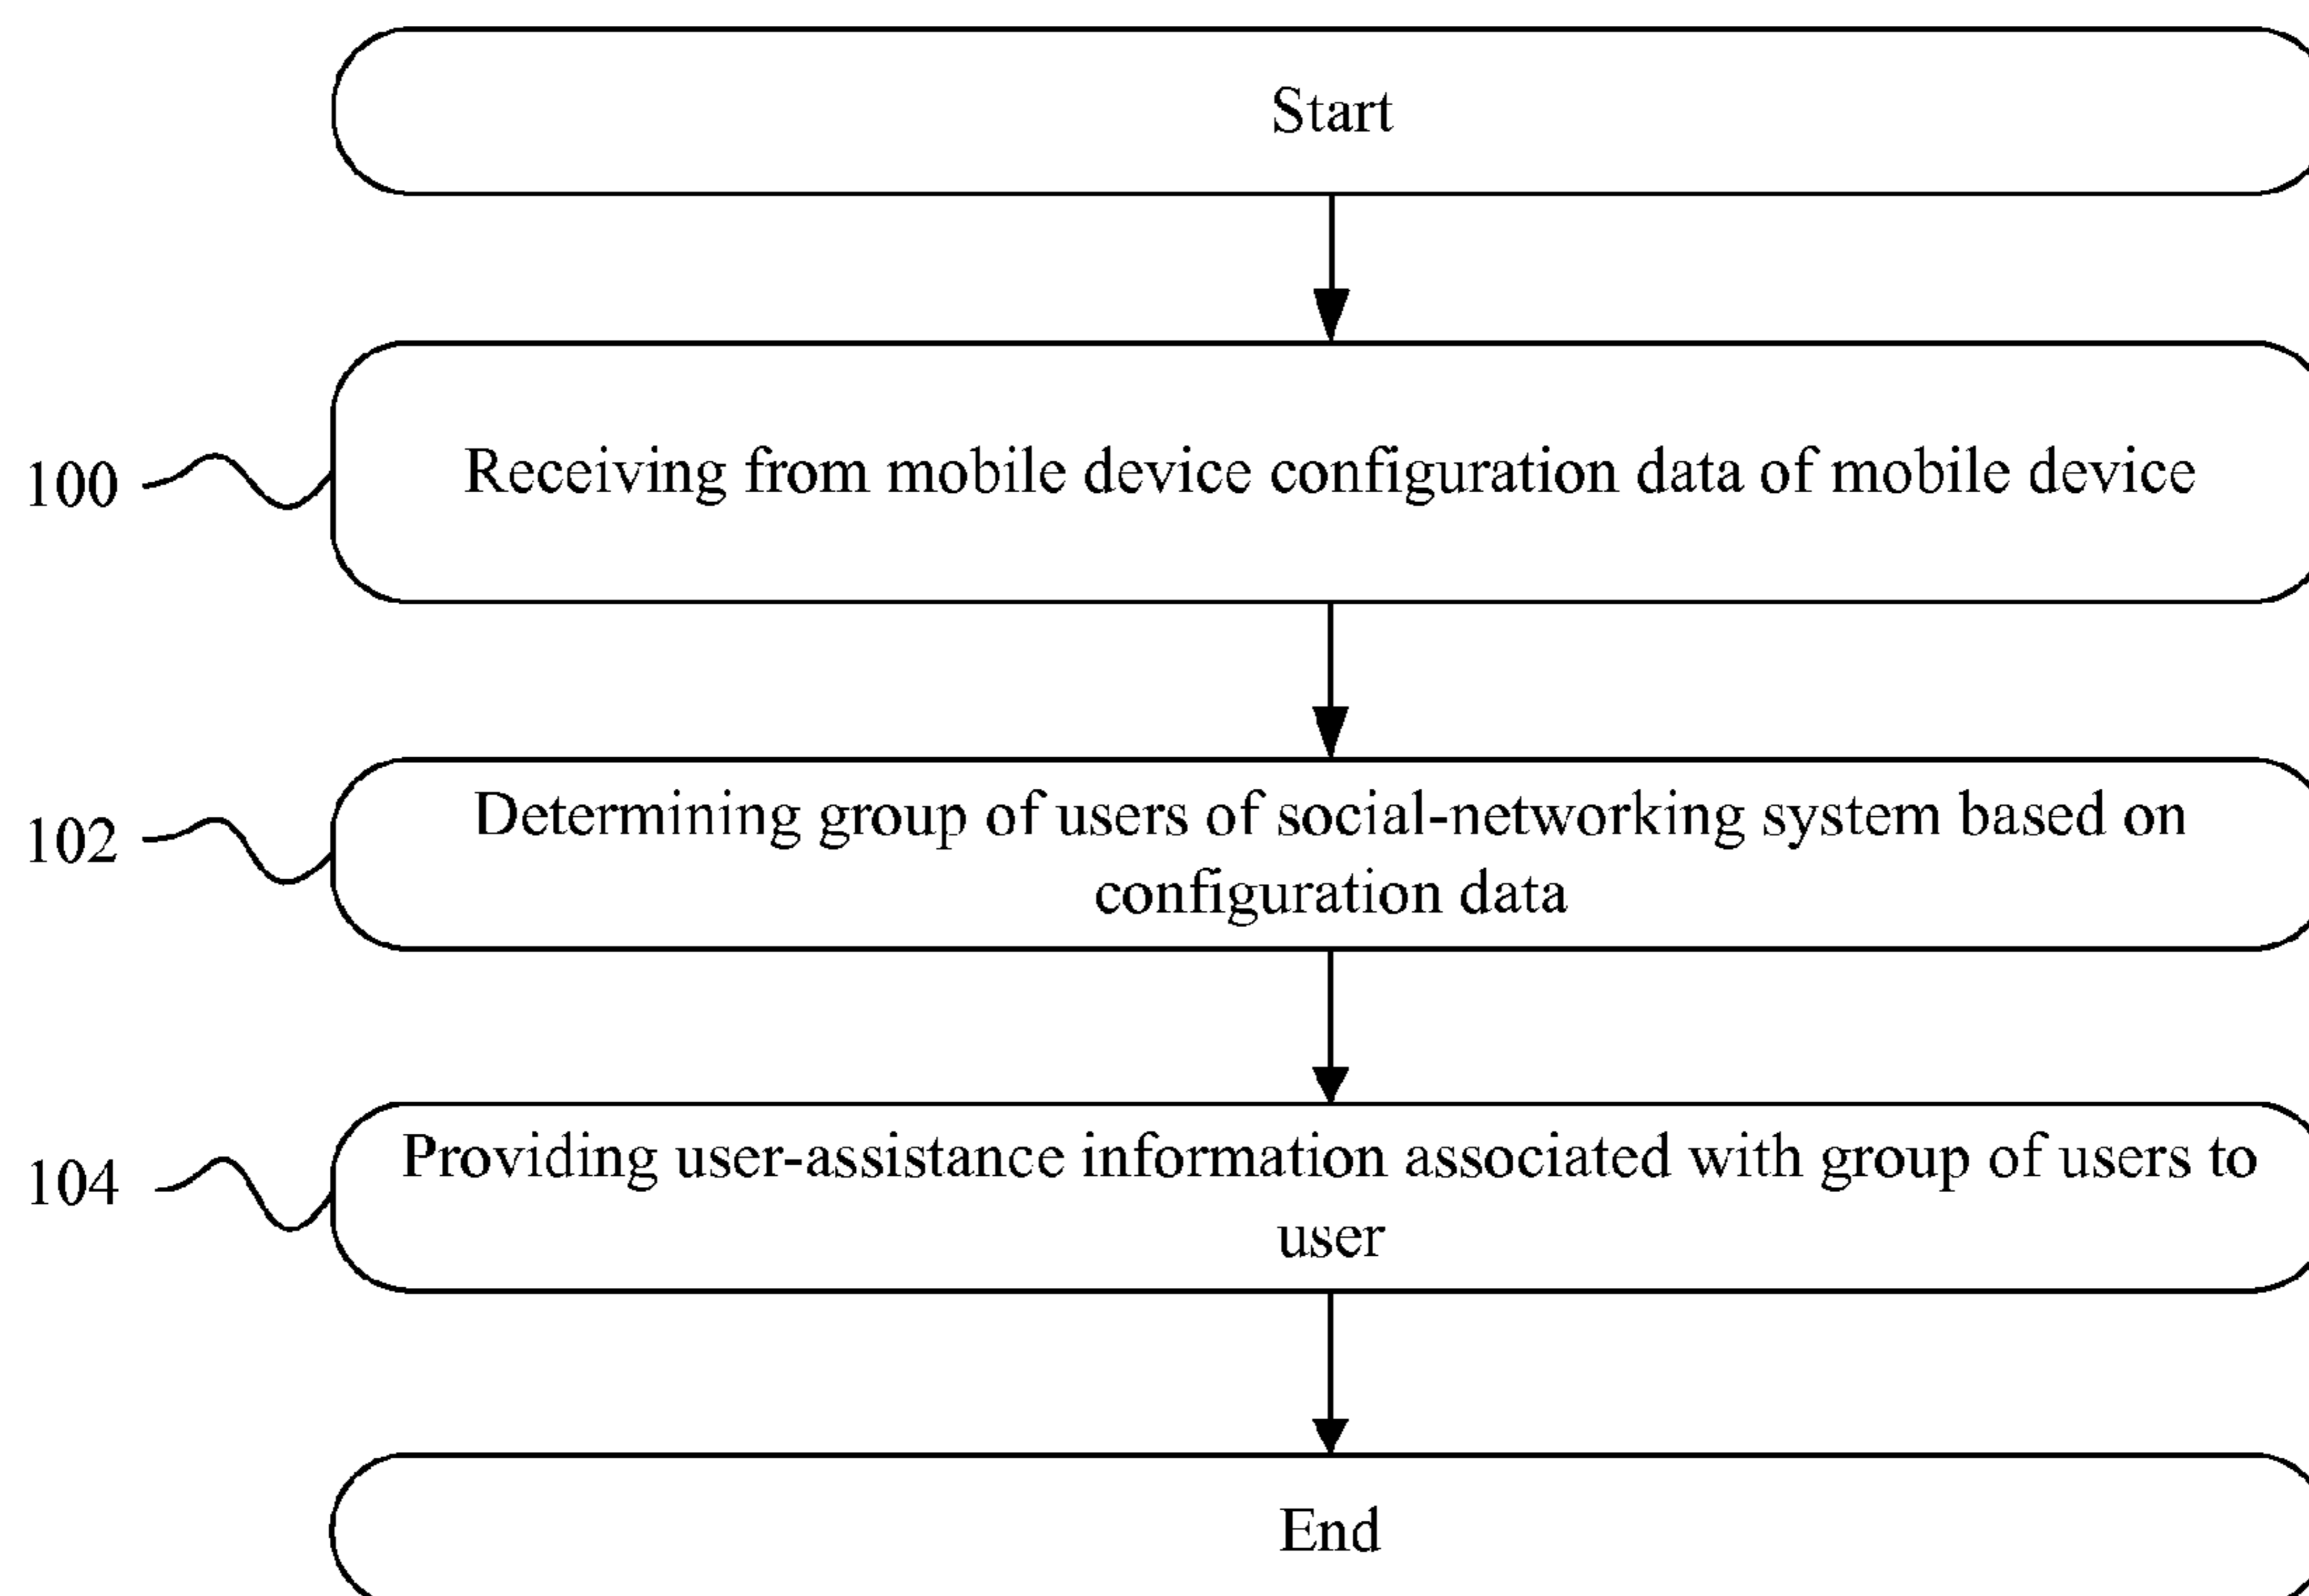 Start
100
Receiving from mobile device configuration data of mobile device
102
Determining group of users of social-networking system based on
configuration data
104
Providing user-assistance information associated with group of users to
user
End